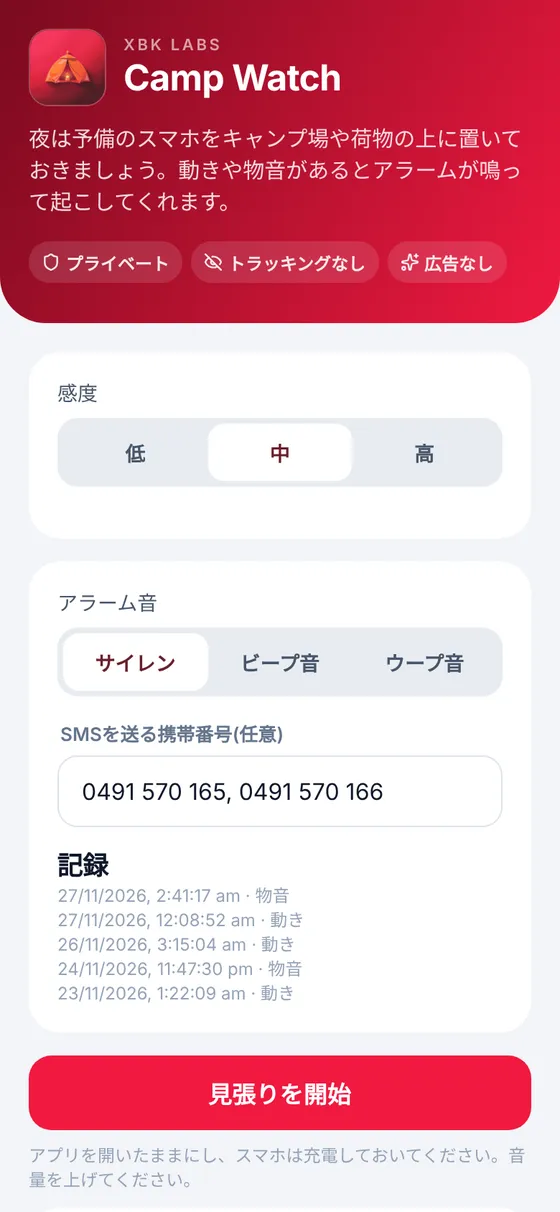 XBK LABS
Camp Watch
夜は予備のスマホをキャンプ場や荷物の上に置いて
おきましょう。動きや物音があるとアラームが鳴っ
て起こしてくれます。
プライベート
トラッキングなし
広告なし
感度
低
中
高
アラーム音
サイレン
ビープ音
ウープ音
SMSを送る携帯番号(任意)
0491 570 165, 0491 570 166
記録
27/11/2026, 2:41:17 am · 物音
27/11/2026, 12:08:52 am · 動き
26/11/2026, 3:15:04 am · 動き
24/11/2026, 11:47:30 pm · 物音
23/11/2026, 1:22:09 am · 動き
見張りを開始
アプリを開いたままにし、スマホは充電しておいてください。音
量を上げてください。